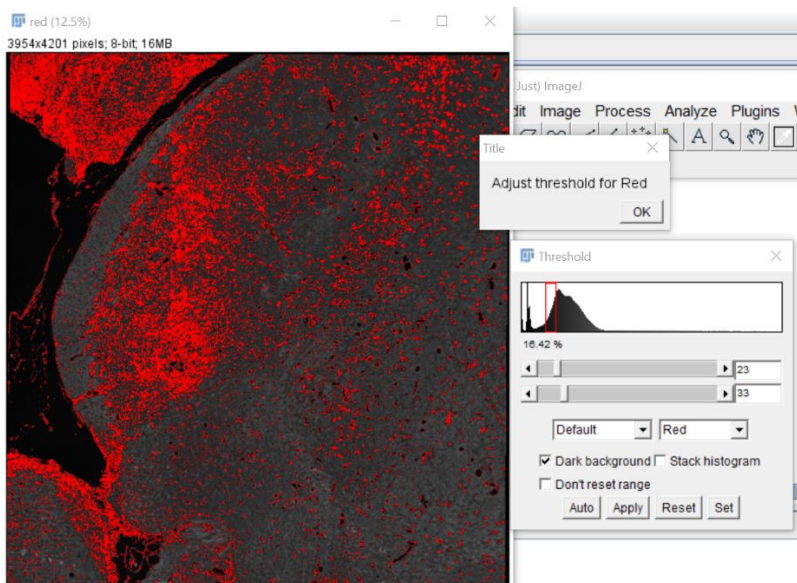 red (12.5%)
3954x4201 pixels; 8-bit; 16MB
Just) ImageJ
dit Image Process Analyze Plugins
A
Title
Adjust threshold for Red
OK
Threshold
16.42 %
23
33
Default Red
Dark background Stack histogram
Don't reset range
Auto Apply Reset Set